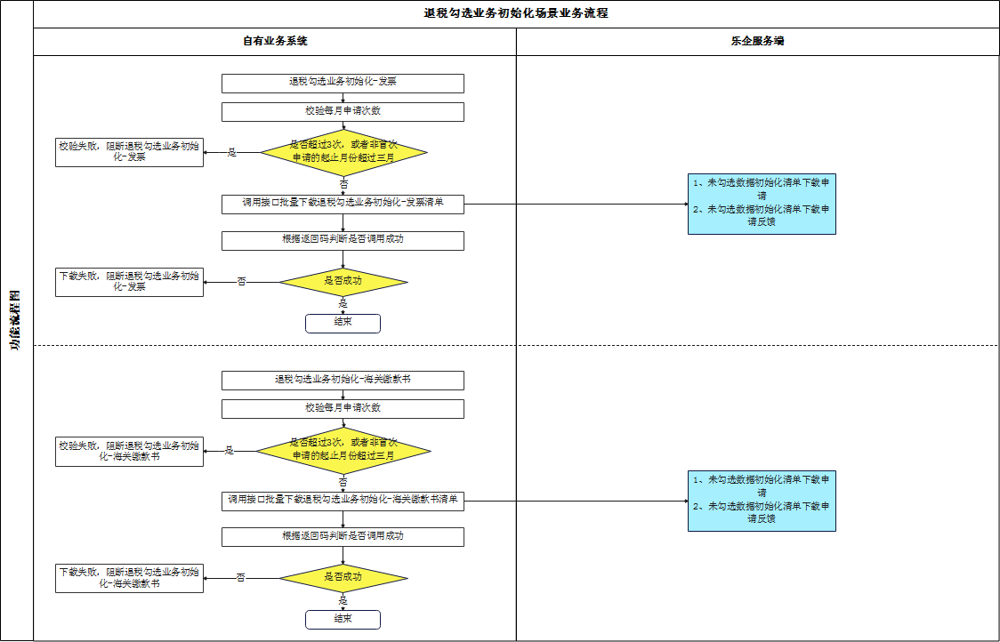 退税勾选业务初始化场景业务流程
自有业务系统
乐企服务端
功能流程图
退税勾选业务初始化-发票
校验每月申请次数
是否超过3次，或者非首次
申请的起止月份超过三月
是
校验失败，阻断退税勾选业务初始
化-发票
否
调用接口批量下载退税勾选业务初始化-发票清单
1、未勾选数据初始化清单下载申
请
2、未勾选数据初始化清单下载申
请反馈
根据返回码判断是否调用成功
是否成功
否
下载失败，阻断退税勾选业务初始
化-发票
是
结束
退税勾选业务初始化-海关缴款书
校验每月申请次数
是否超过3次，或者非首次
申请的起止月份超过三月
是
校验失败，阻断退税勾选业务初始
化-海关缴款书
否
调用接口批量下载退税勾选业务初始化-海关缴款书清单
1、未勾选数据初始化清单下载申
请
2、未勾选数据初始化清单下载申
请反馈
根据返回码判断是否调用成功
是否成功
否
下载失败，阻断退税勾选业务初始
化-海关缴款书
是
结束